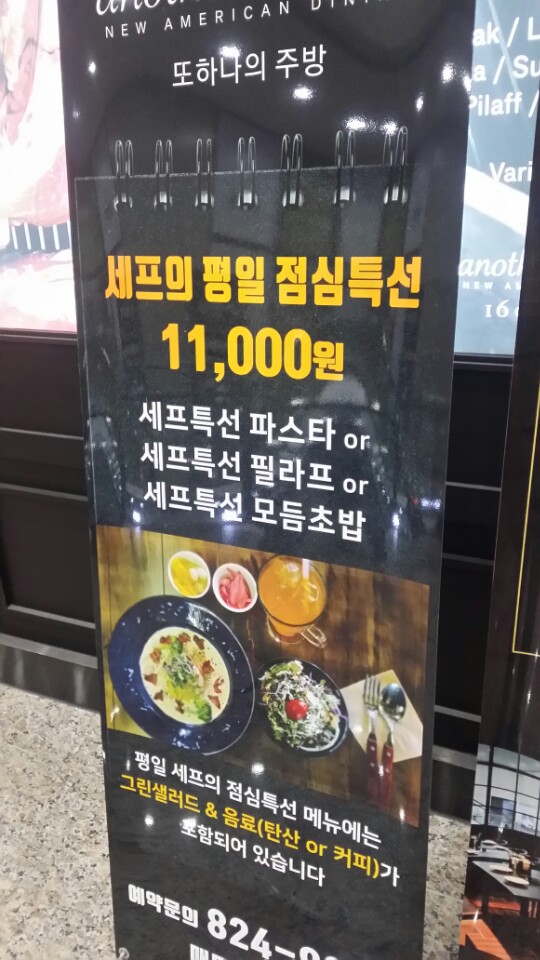 NEW AMERICAN
또하나의 주방
세프의 평일 점심특선
11,000원
세프특선 파스타 or
세프특선 필라프 or
세프특선 모듬초밥
평일 세프의 점심특선 메뉴에는
그린샐러드 & 음료(탄산 or 커피)가
포함되어 있습니다
예약문의 824-
Pilaff /